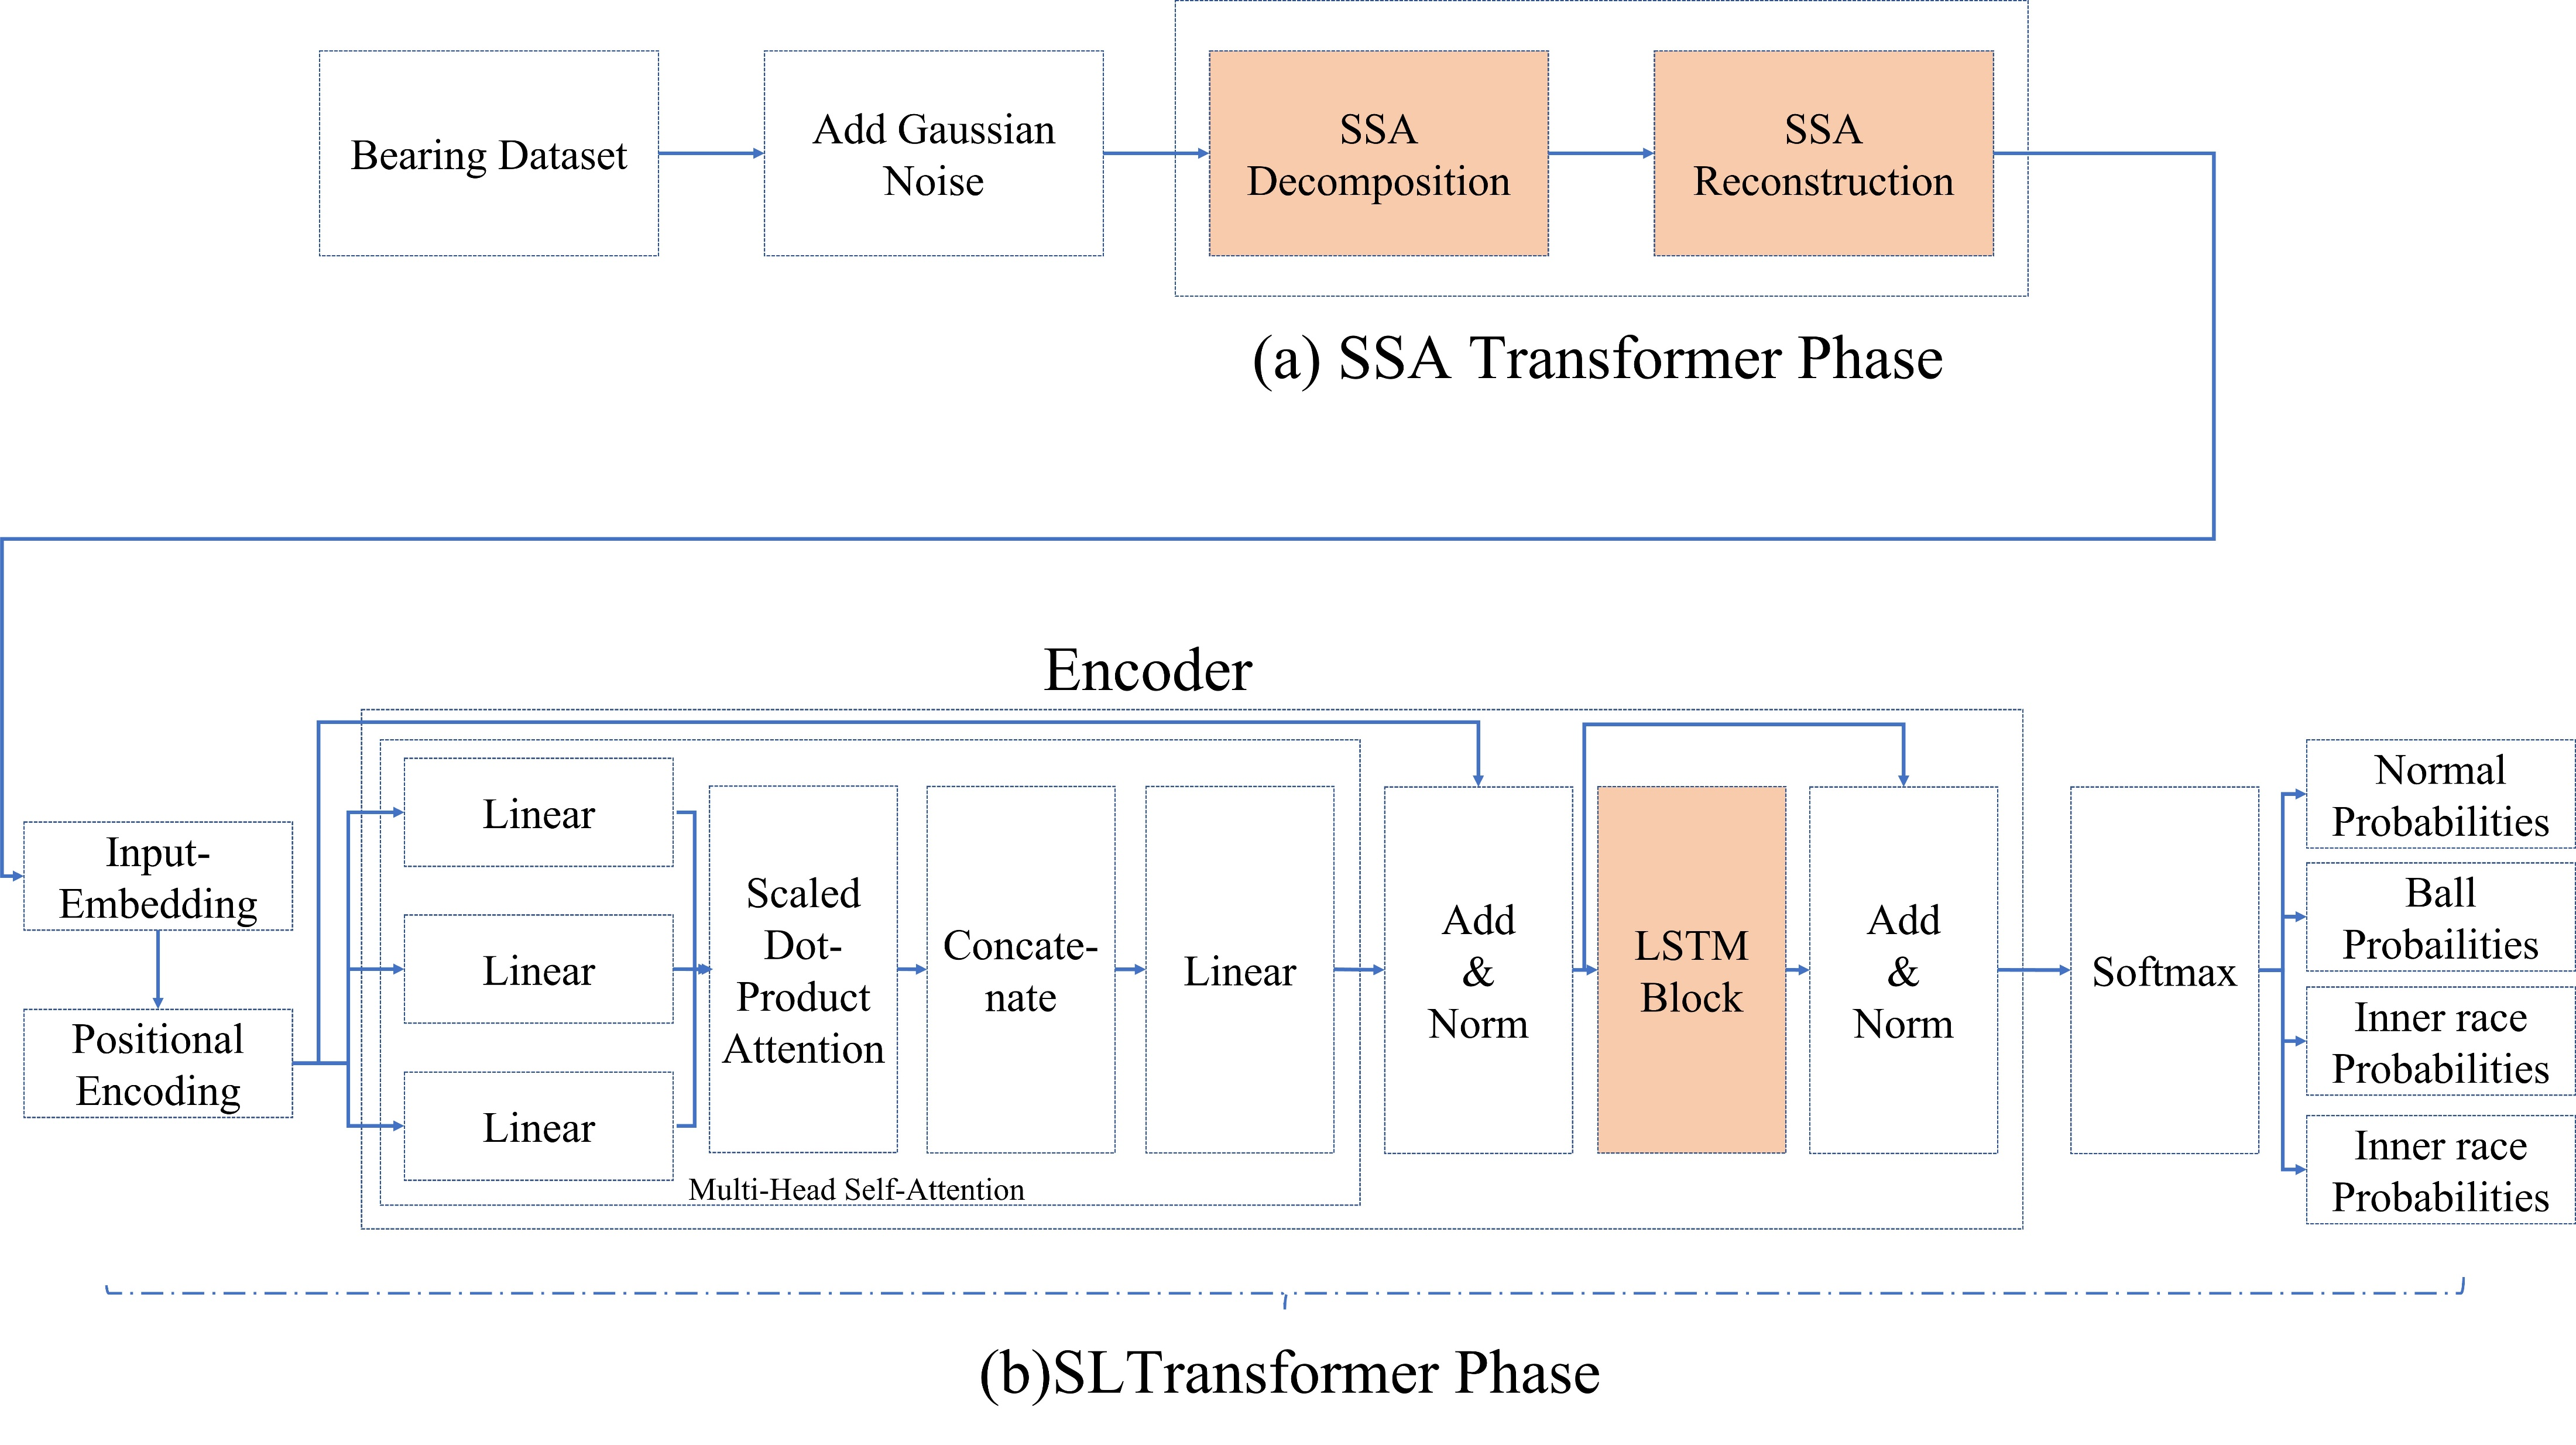 Bearing Dataset
Add Gaussian
Noise
SSA
Decomposition
SSA
Reconstruction
(a) SSA Transformer Phase
Encoder
Input-
Embedding
Positional
Encoding
Linear
Linear
Linear
Scaled
Dot-
Product
Attention
Concate-
nate
Linear
Multi-Head Self-Attention
Add
&
Norm
LSTM
Block
Add
&
Norm
Softmax
Normal
Probabilities
Ball
Probailities
Inner race
Probabilities
Inner race
Probabilities
(b)SLTransformer Phase